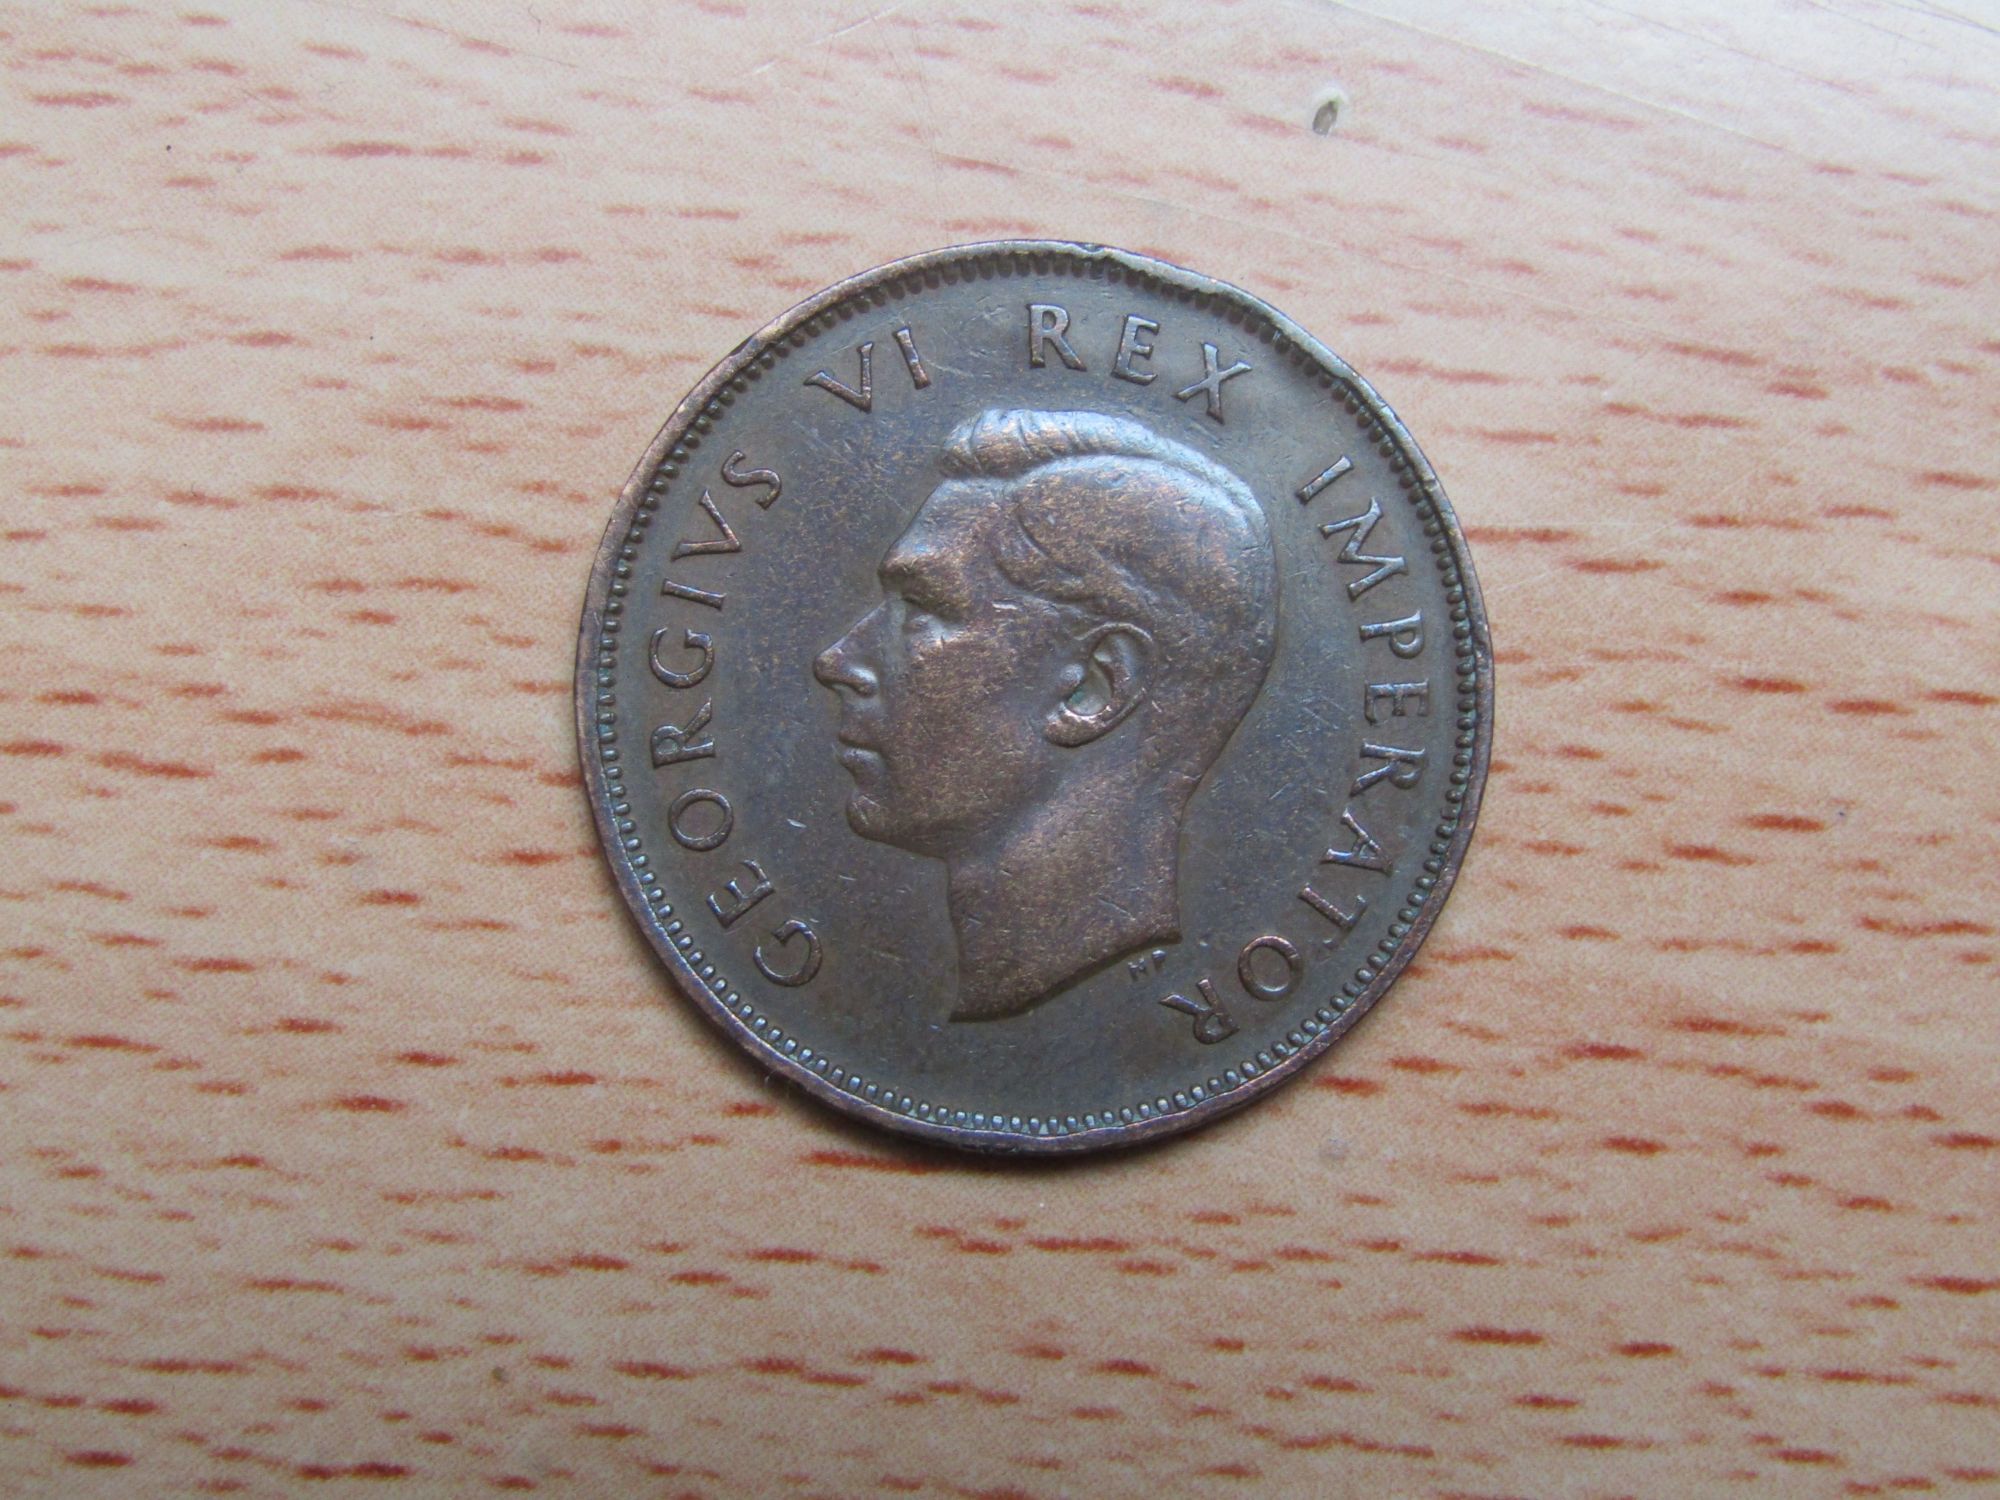 GEORGIVS VI REX IMPERATOR
HP